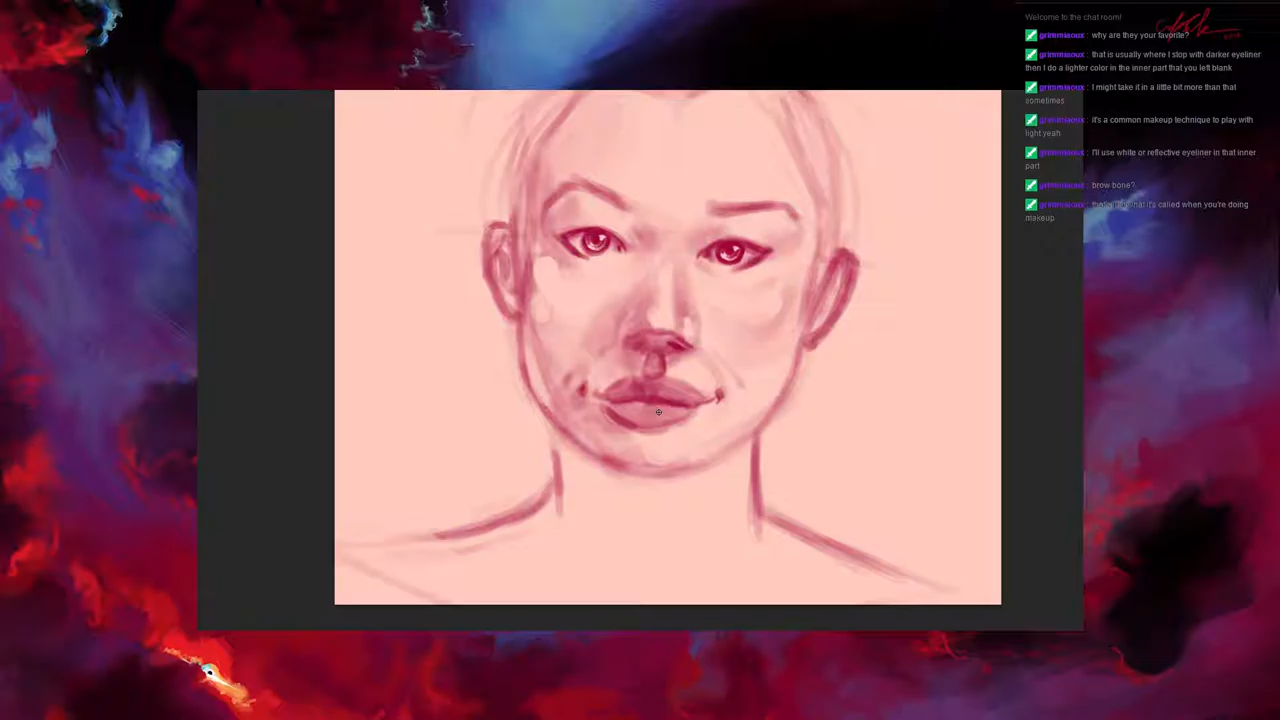 Welcome to the chat room!
grimmiaoux: why are they your favorite?
grimmiaoux: that is usually where I stop with darker eyeliner
then I do a lighter color in the inner part that you left blank
grimmiaoux: I might take it in a little bit more than that
sometimes
grimmiaoux: it's a common makeup technique to play with
light yeah
grimmiaoux: I'll use white or reflective eyeliner in that inner
part
grimmiaoux: brow bone?
grimmiaoux: what it's called when you're doing
makeup